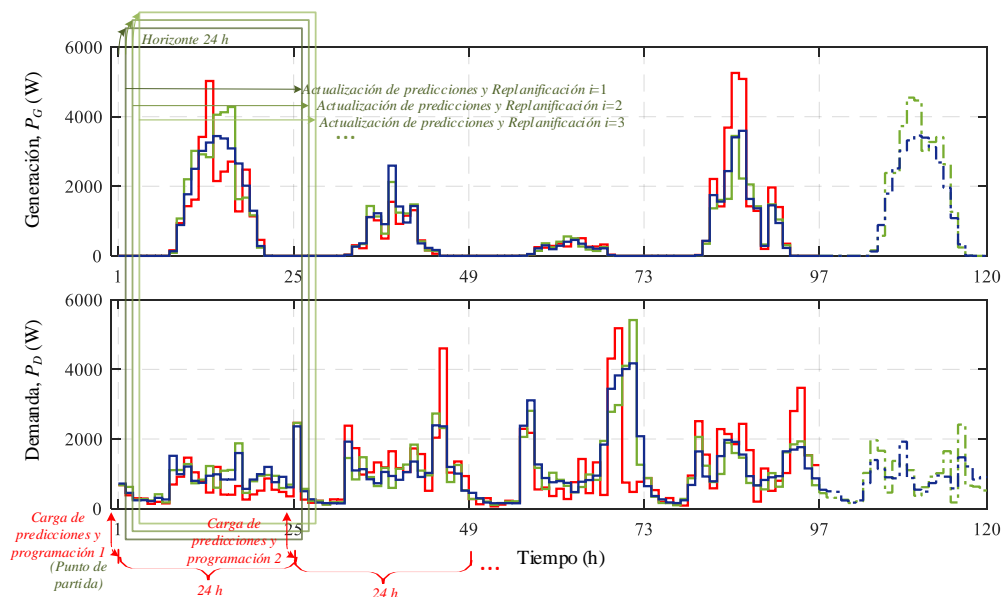 Horizonte 24 h
6000
4000
2000
0
Generación, P_G (W)
Actualización de predicciones y Replanificación i=1
Actualización de predicciones y Replanificación i=2
Actualización de predicciones y Replanificación i=3
...
1
25
49
73
97
120
6000
4000
2000
0
Demanda, P_D (W)
1
25
49
73
97
120
Carga de
predicciones y
programación 1
(Punto de
partida)
Carga de
predicciones y
programación 2
...
Tiempo (h)
24 h
24 h